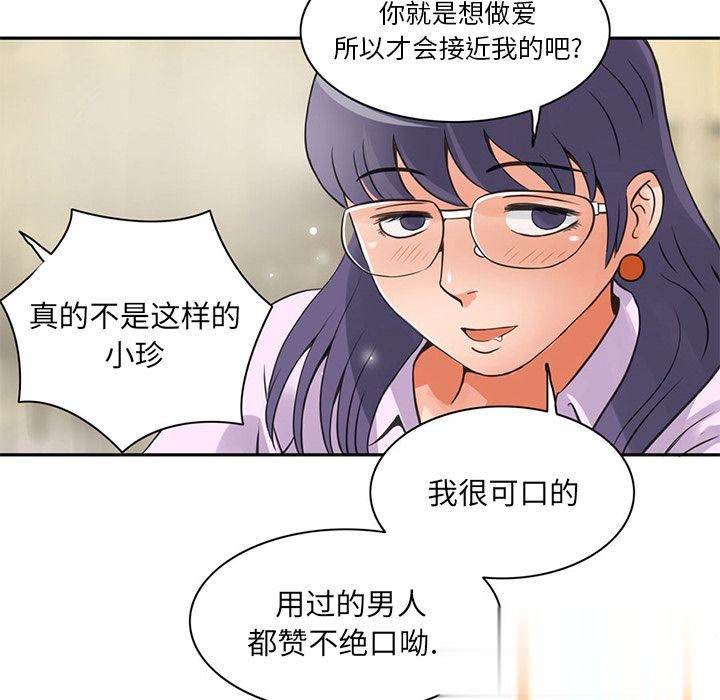 你就是想做爱
所以才会接近我的吧?
真的不是这样的
小珍
我很可口的
用过的男人
都赞不绝口呦.